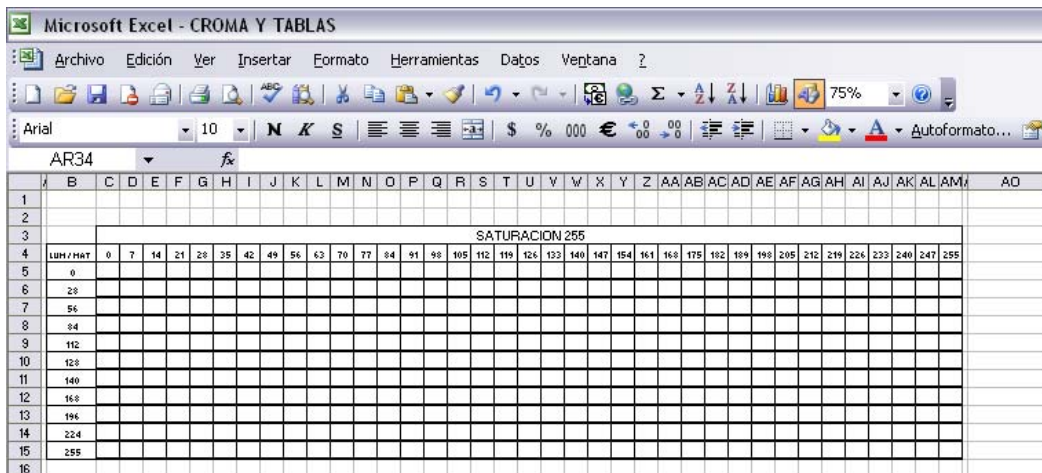 Microsoft Excel - CROMA Y TABLAS
Archivo Edición Ver Insertar Formato Herramientas Datos Ventana ?
75%
Arial 10 N K S $ % 000 € Autoformato...
AR34 fx
B C D E F G H I J K L M N O P Q R S T U V W X Y Z AA AB AC AD AE AF AG AH AI AJ AK AL AM AO
1
2
3 SATURACION 255
4 LUM / MAT 0 7 14 21 28 35 42 49 56 63 70 77 84 91 98 105 112 119 126 133 140 147 154 161 168 175 182 189 198 205 212 219 226 233 240 247 255
5 0
6 28
7 56
8 84
9 112
10 128
11 140
12 168
13 196
14 224
15 255
16